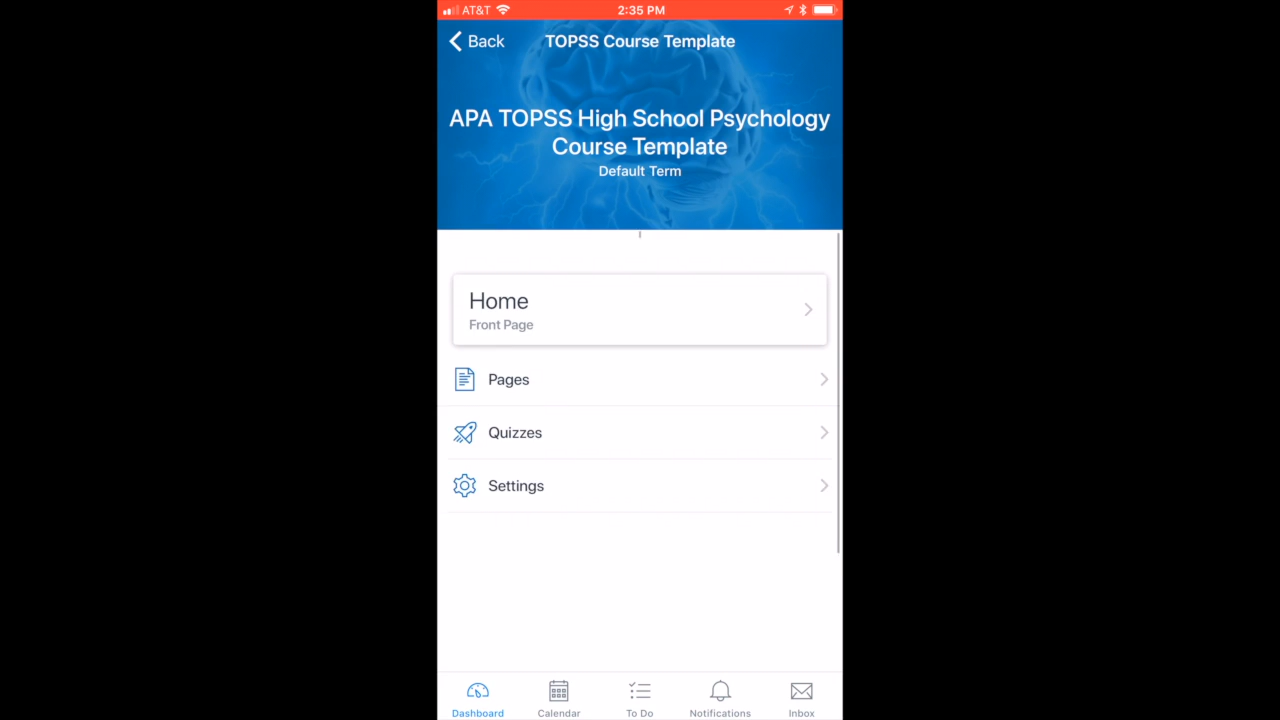 AT&T 2:35 PM
Back TOPSS Course Template
APA TOPSS High School Psychology
Course Template
Default Term
Home
Front Page
Pages
Quizzes
Settings
Dashboard Calendar To Do Notifications Inbox